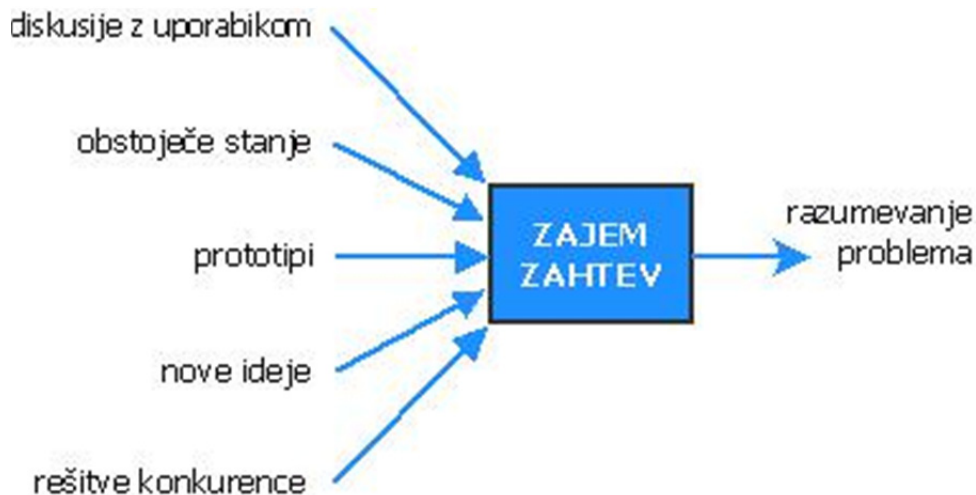 diskusije z uporabikom
obstoječe stanje
prototipi
nove ideje
rešitve konkurence
ZAJEM
ZAHTEV
razumevanje
problema